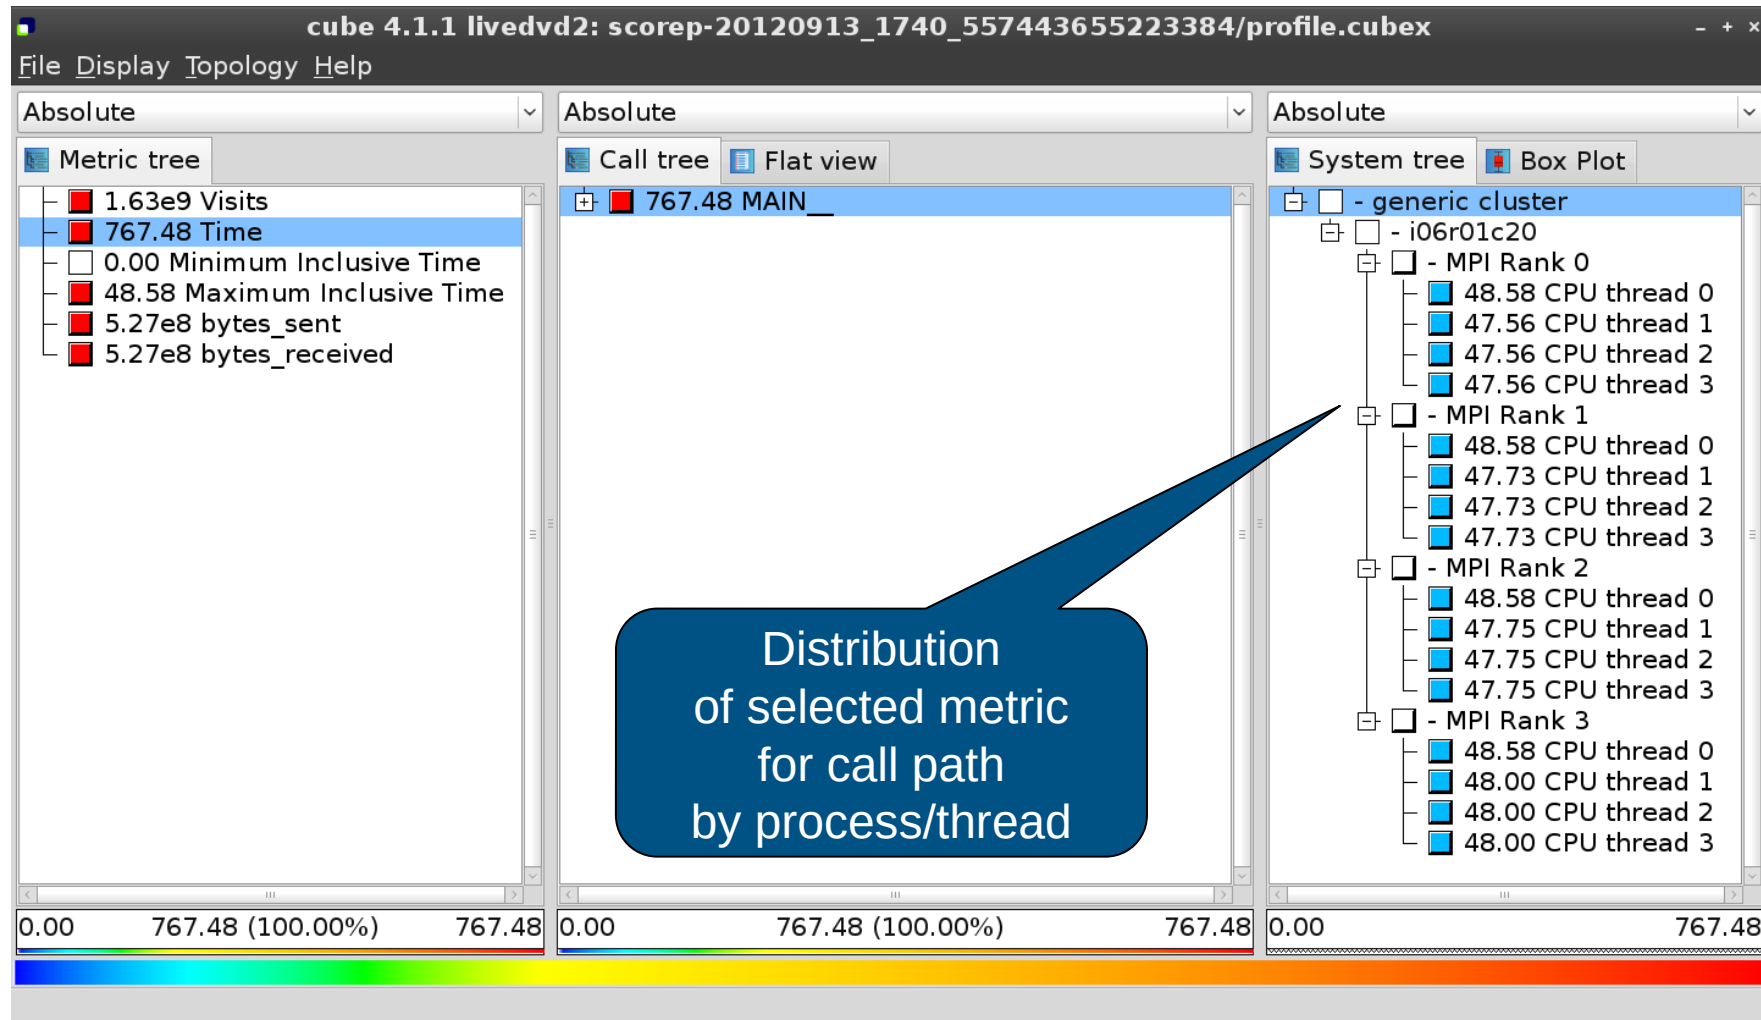 cube 4.1.1 livedvd2: scorep-20120913_1740_557443655223384/profile.cubex
File Display Topology Help
Absolute
Metric tree
1.63e9 Visits
767.48 Time
0.00 Minimum Inclusive Time
48.58 Maximum Inclusive Time
5.27e8 bytes_sent
5.27e8 bytes_received
0.00 767.48 (100.00%) 767.48
Absolute
Call tree Flat view
767.48 MAIN__
Distribution
of selected metric
for call path
by process/thread
0.00 767.48 (100.00%) 767.48
Absolute
System tree Box Plot
- generic cluster
- i06r01c20
- MPI Rank 0
48.58 CPU thread 0
47.56 CPU thread 1
47.56 CPU thread 2
47.56 CPU thread 3
- MPI Rank 1
48.58 CPU thread 0
47.73 CPU thread 1
47.73 CPU thread 2
47.73 CPU thread 3
- MPI Rank 2
48.58 CPU thread 0
47.75 CPU thread 1
47.75 CPU thread 2
47.75 CPU thread 3
- MPI Rank 3
48.58 CPU thread 0
48.00 CPU thread 1
48.00 CPU thread 2
48.00 CPU thread 3
0.00 767.48